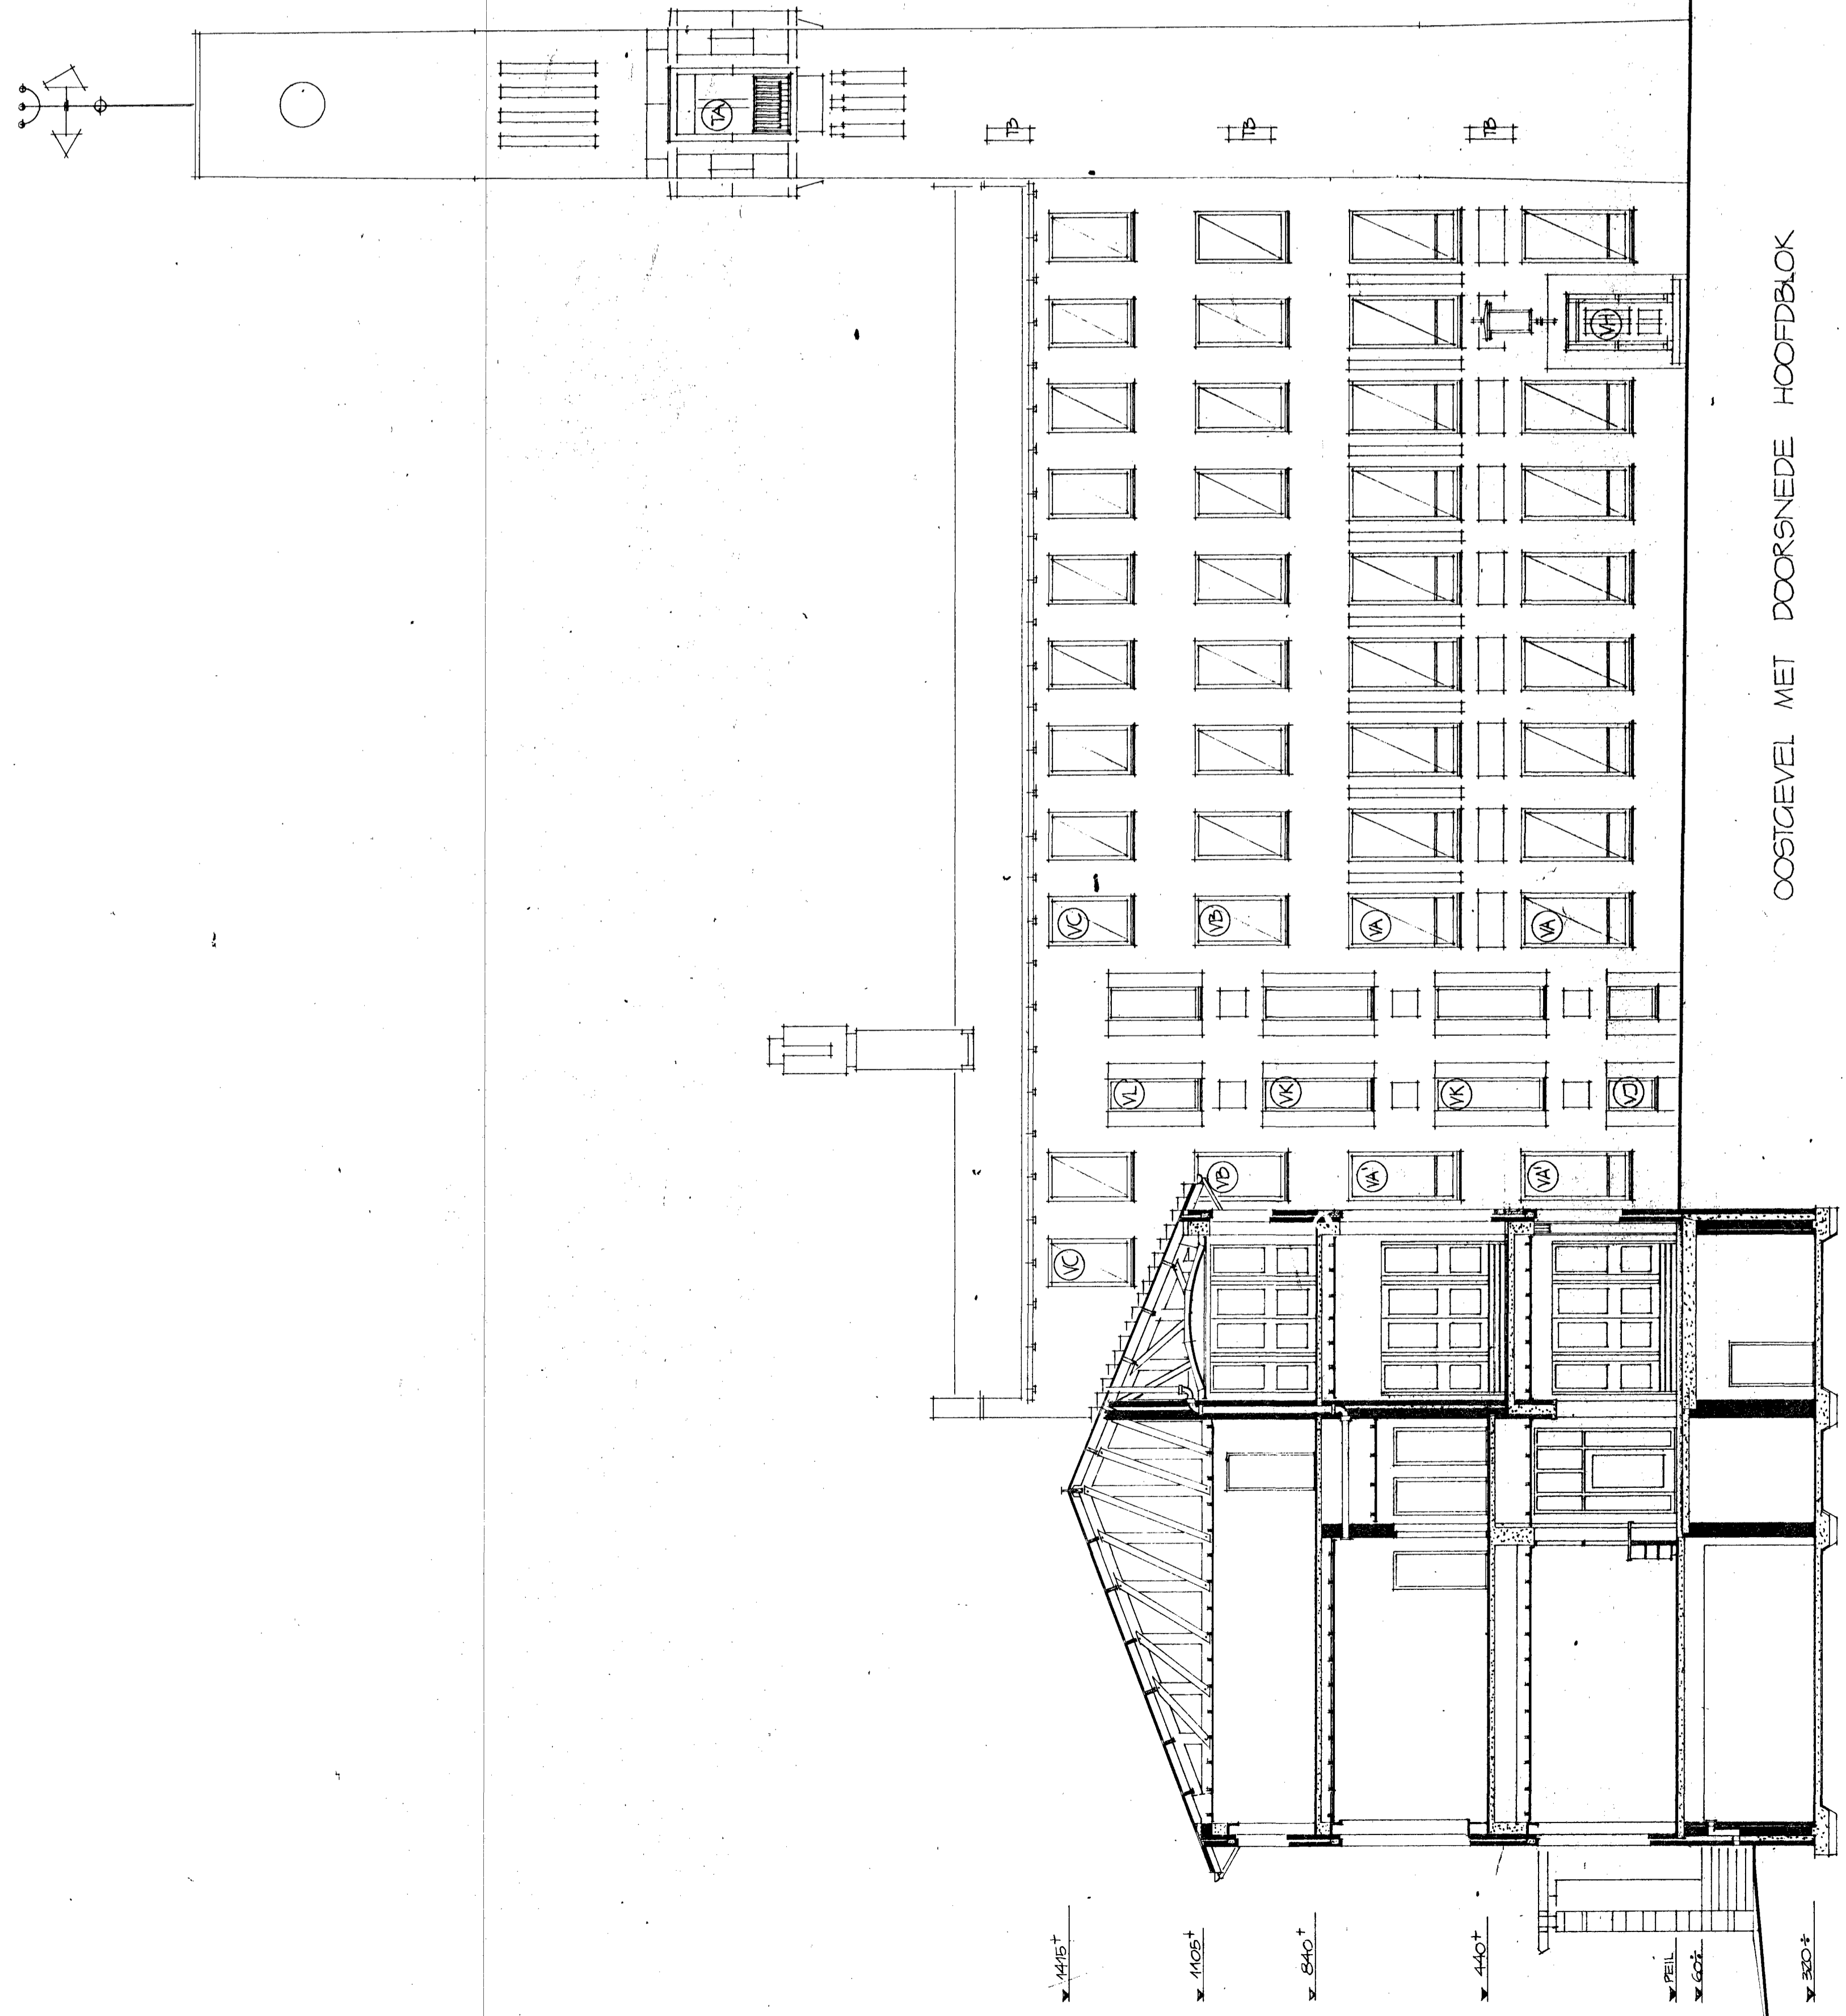 TA
TB
TB
TB
VH
VC
VB
VA
VA
VL
VK
VK
VJ
VB
VA'
VA'
VC
1415+
1105+
840+
440+
PEIL
60÷
320÷
OOSTGEVEL MET DOORSNEDE HOOFDBLOK